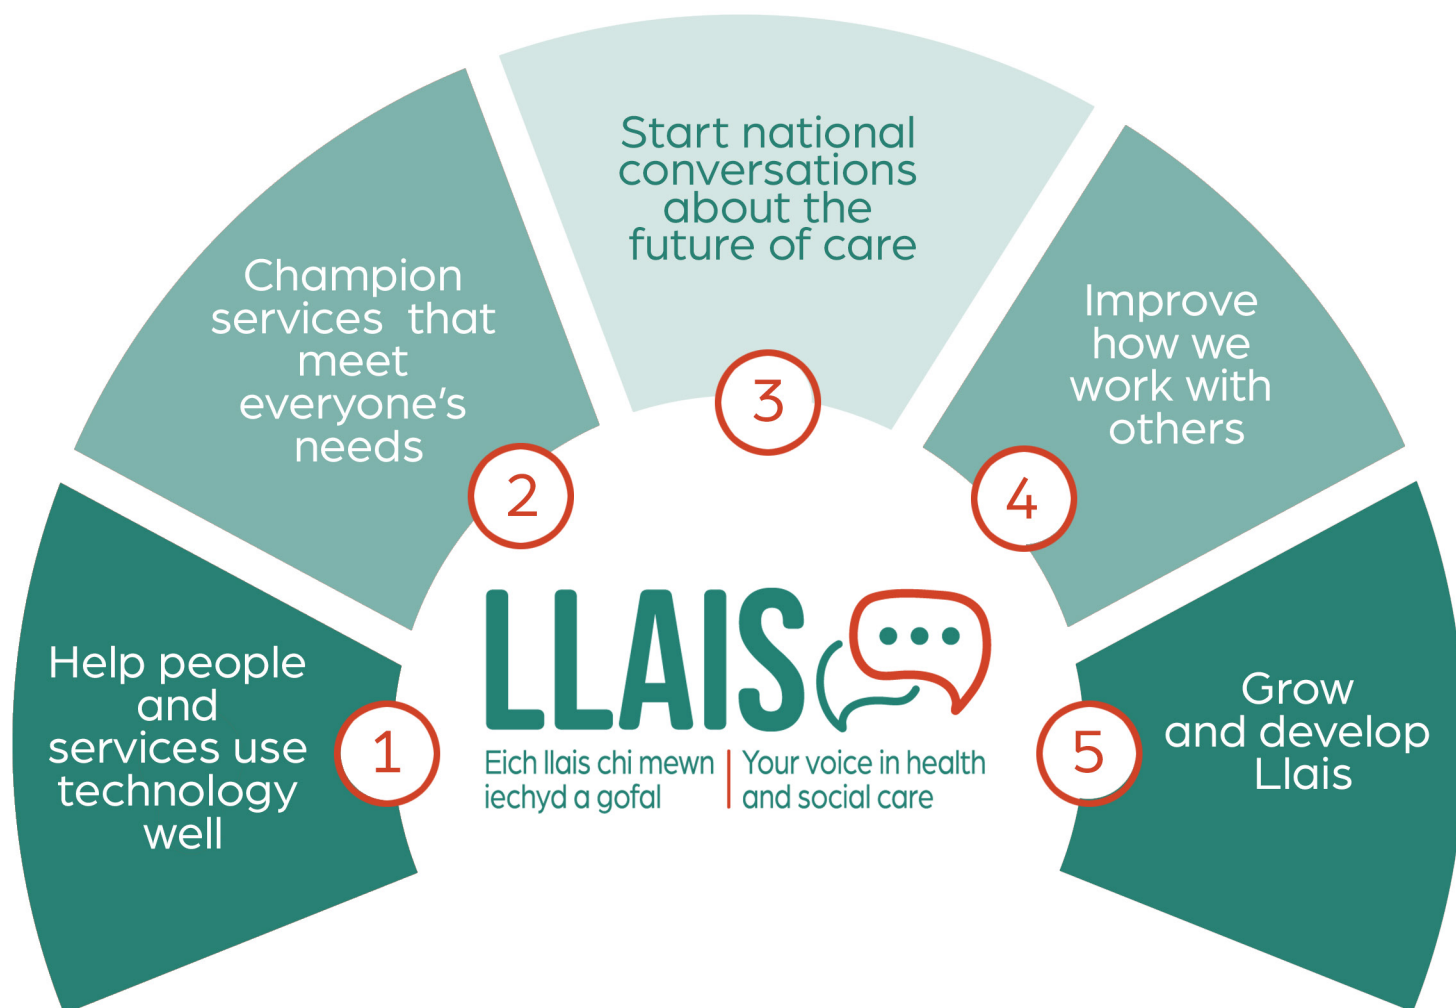 Help people
and
services use
technology
well
1
Champion
services that
meet
everyone's
needs
2
Start national
conversations
about the
future of care
3
Improve
how we
work with
others
4
Grow
and develop
Llais
5
LLAIS
Eich llais chi mewn
iechyd a gofal
Your voice in health
and social care